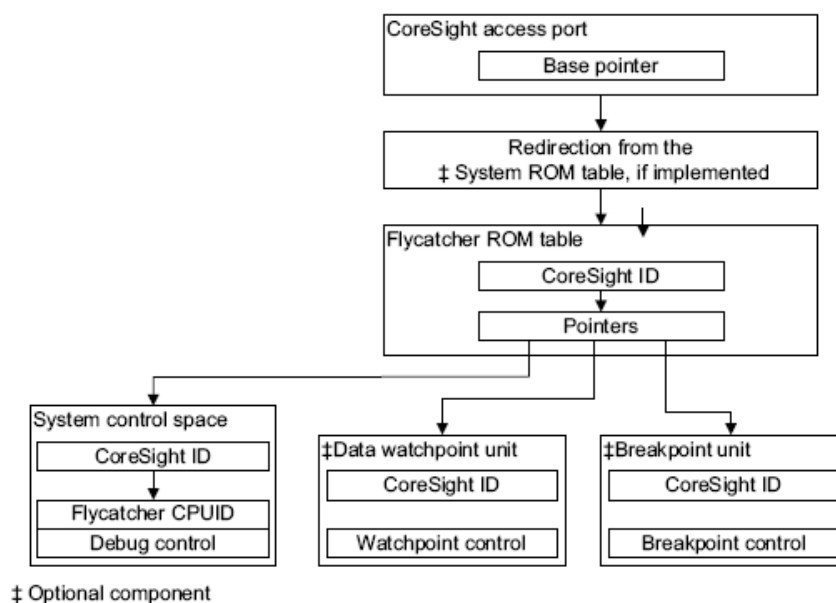 CoreSight access port
Base pointer
Redirection from the
‡ System ROM table, if implemented
Flycatcher ROM table
CoreSight ID
Pointers
System control space
CoreSight ID
Flycatcher CPUID
Debug control
‡Data watchpoint unit
CoreSight ID
Watchpoint control
‡Breakpoint unit
CoreSight ID
Breakpoint control
‡ Optional component